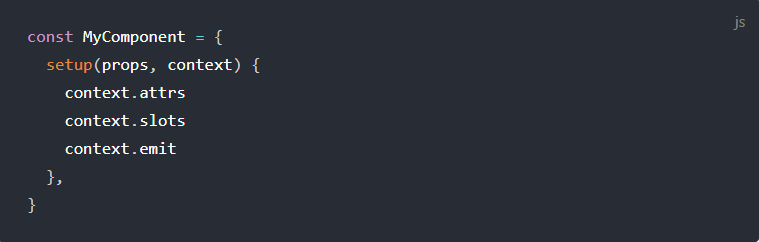 js
const MyComponent = {
  setup(props, context) {
    context.attrs
    context.slots
    context.emit
  },
}